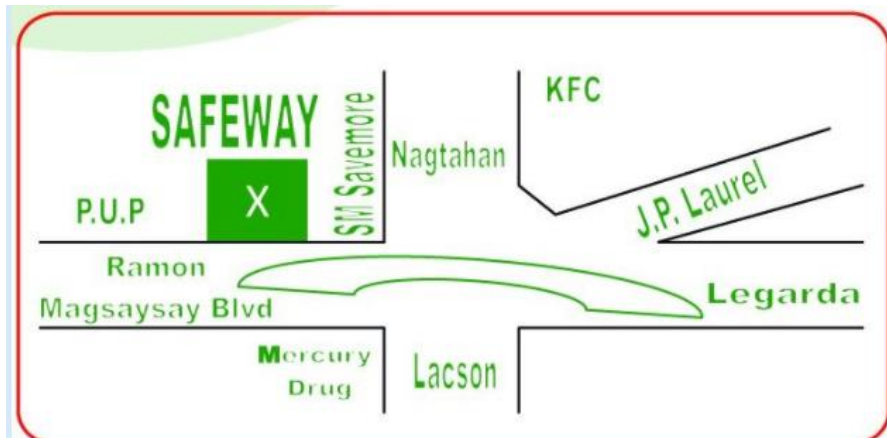 SAFEWAY
SM Savemore
Nagtahan
KFC
P.U.P
X
J.P. Laurel
Ramon
Magsaysay Blvd
Legarda
Mercury
Drug
Lacson